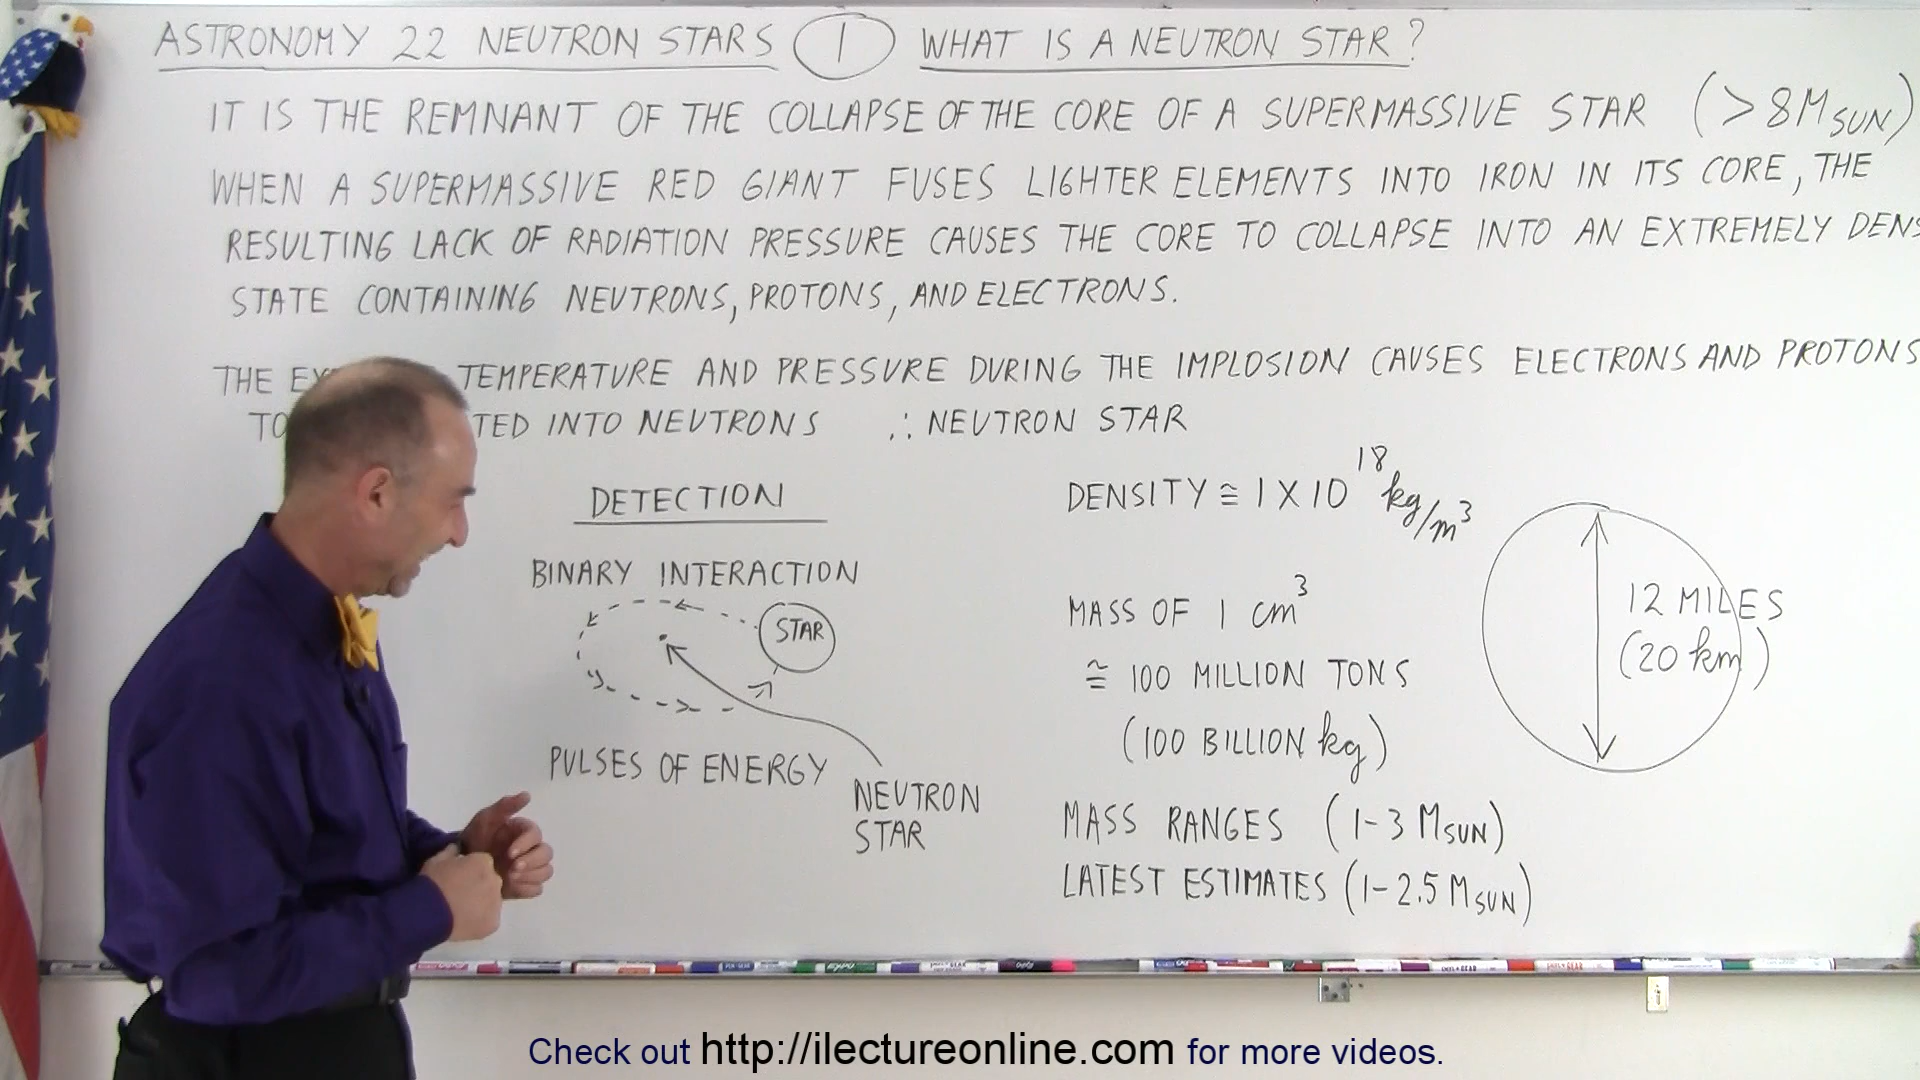 ASTRONOMY 22 NEUTRON STARS 1 WHAT IS A NEUTRON STAR?
IT IS THE REMNANT OF THE COLLAPSE OF THE CORE OF A SUPERMASSIVE STAR (>8M SUN)
WHEN A SUPERMASSIVE RED GIANT FUSES LIGHTER ELEMENTS INTO IRON IN ITS CORE, THE
RESULTING LACK OF RADIATION PRESSURE CAUSES THE CORE TO COLLAPSE INTO AN EXTREMELY DENS
STATE CONTAINING NEUTRONS, PROTONS, AND ELECTRONS.
THE TEMPERATURE AND PRESSURE DURING THE IMPLOSION CAUSES ELECTRONS AND PROTONS
TO TED INTO NEUTRONS ∴ NEUTRON STAR
DETECTION
BINARY INTERACTION
STAR
PULSES OF ENERGY
NEUTRON
STAR
DENSITY ≅ 1 X 10^18 kg/m³
MASS OF 1 cm³
≅ 100 MILLION TONS
(100 BILLION kg)
MASS RANGES (1-3 M SUN)
LATEST ESTIMATES (1-2.5 M SUN)
12 MILES
(20 km)
Check out http://ilectureonline.com for more videos.